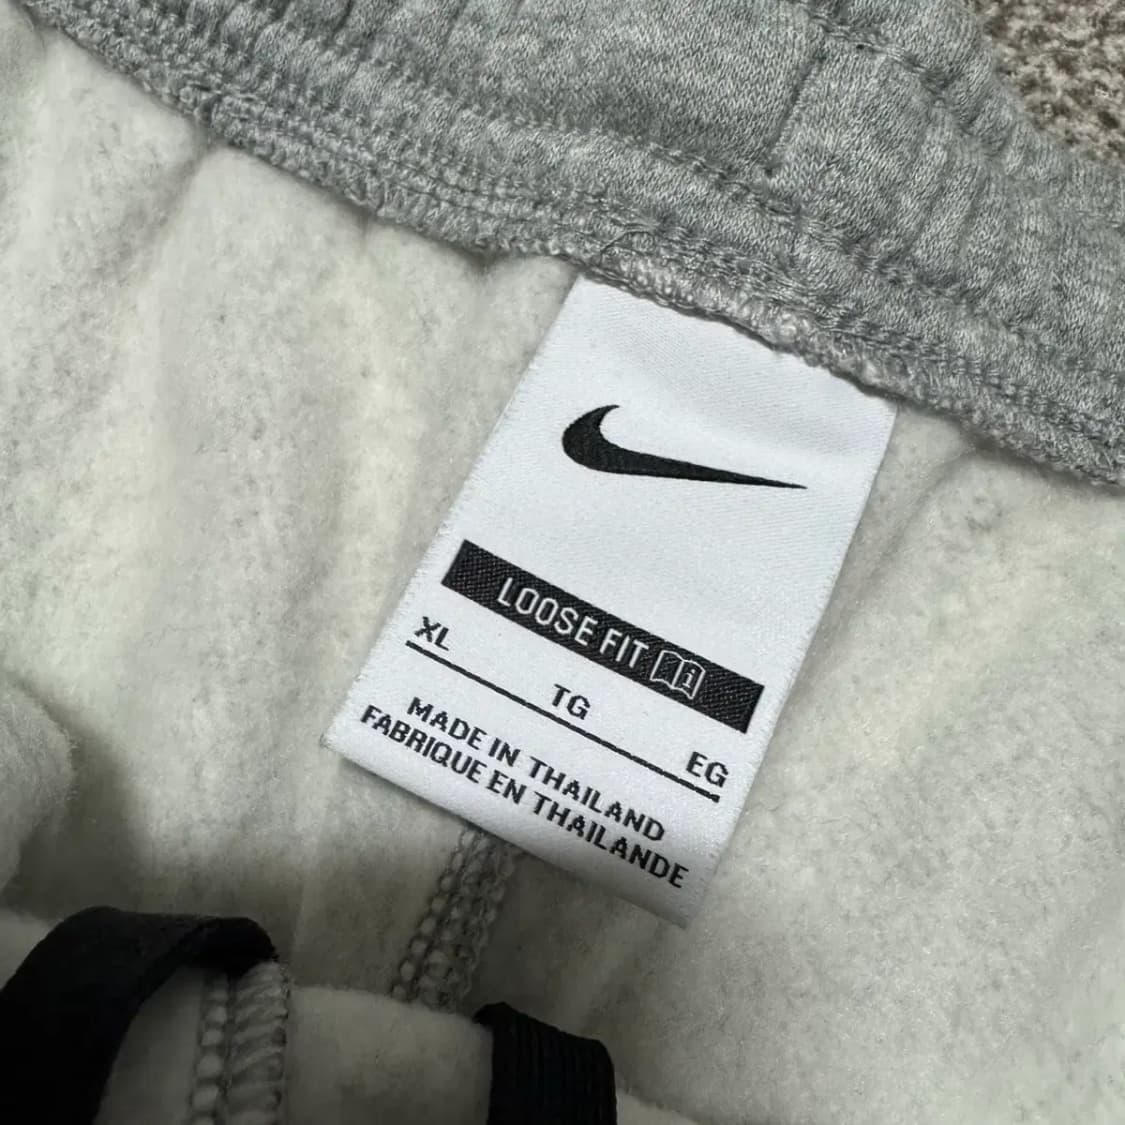 LOOSE FIT
XL TG EG
MADE IN THAILAND
FABRIQUE EN THAILANDE